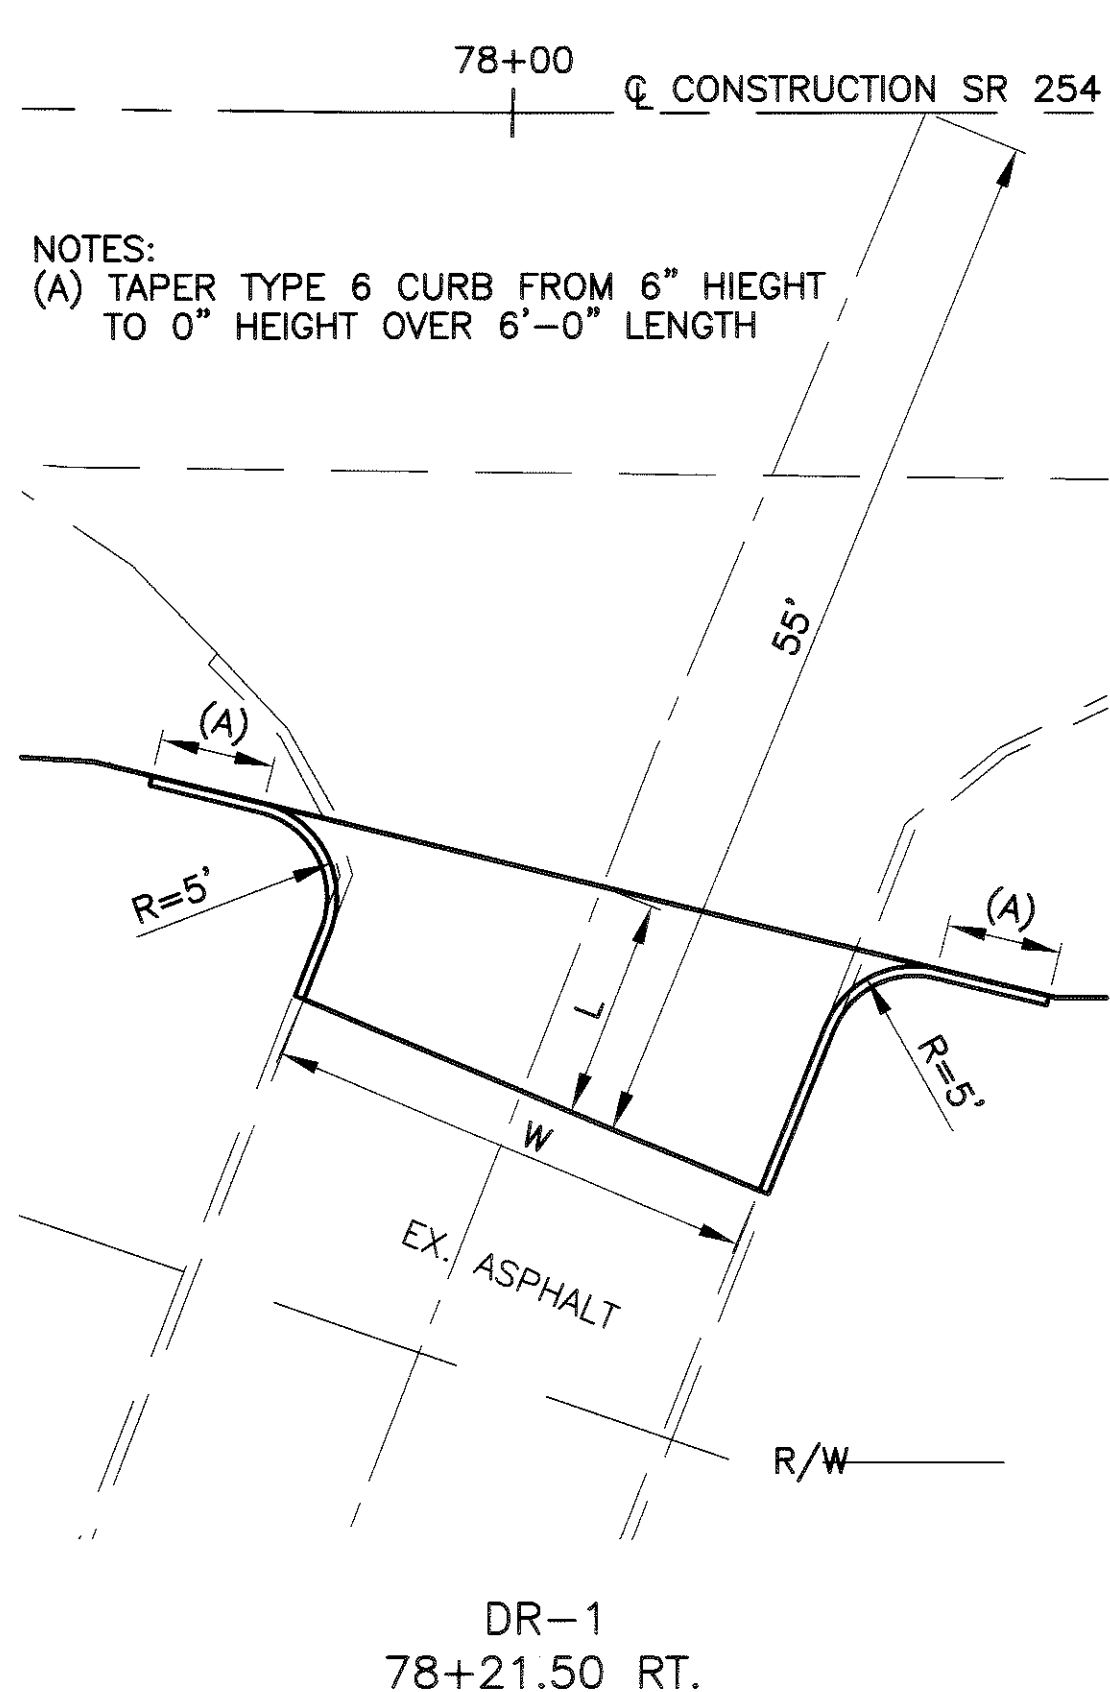 78+00
℄ CONSTRUCTION SR 254
NOTES:
(A) TAPER TYPE 6 CURB FROM 6" HIEGHT
TO 0" HEIGHT OVER 6'-0" LENGTH
55'
(A)
R=5'
(A)
L
R=5'
W
EX. ASPHALT
R/W
DR-1
78+21.50 RT.